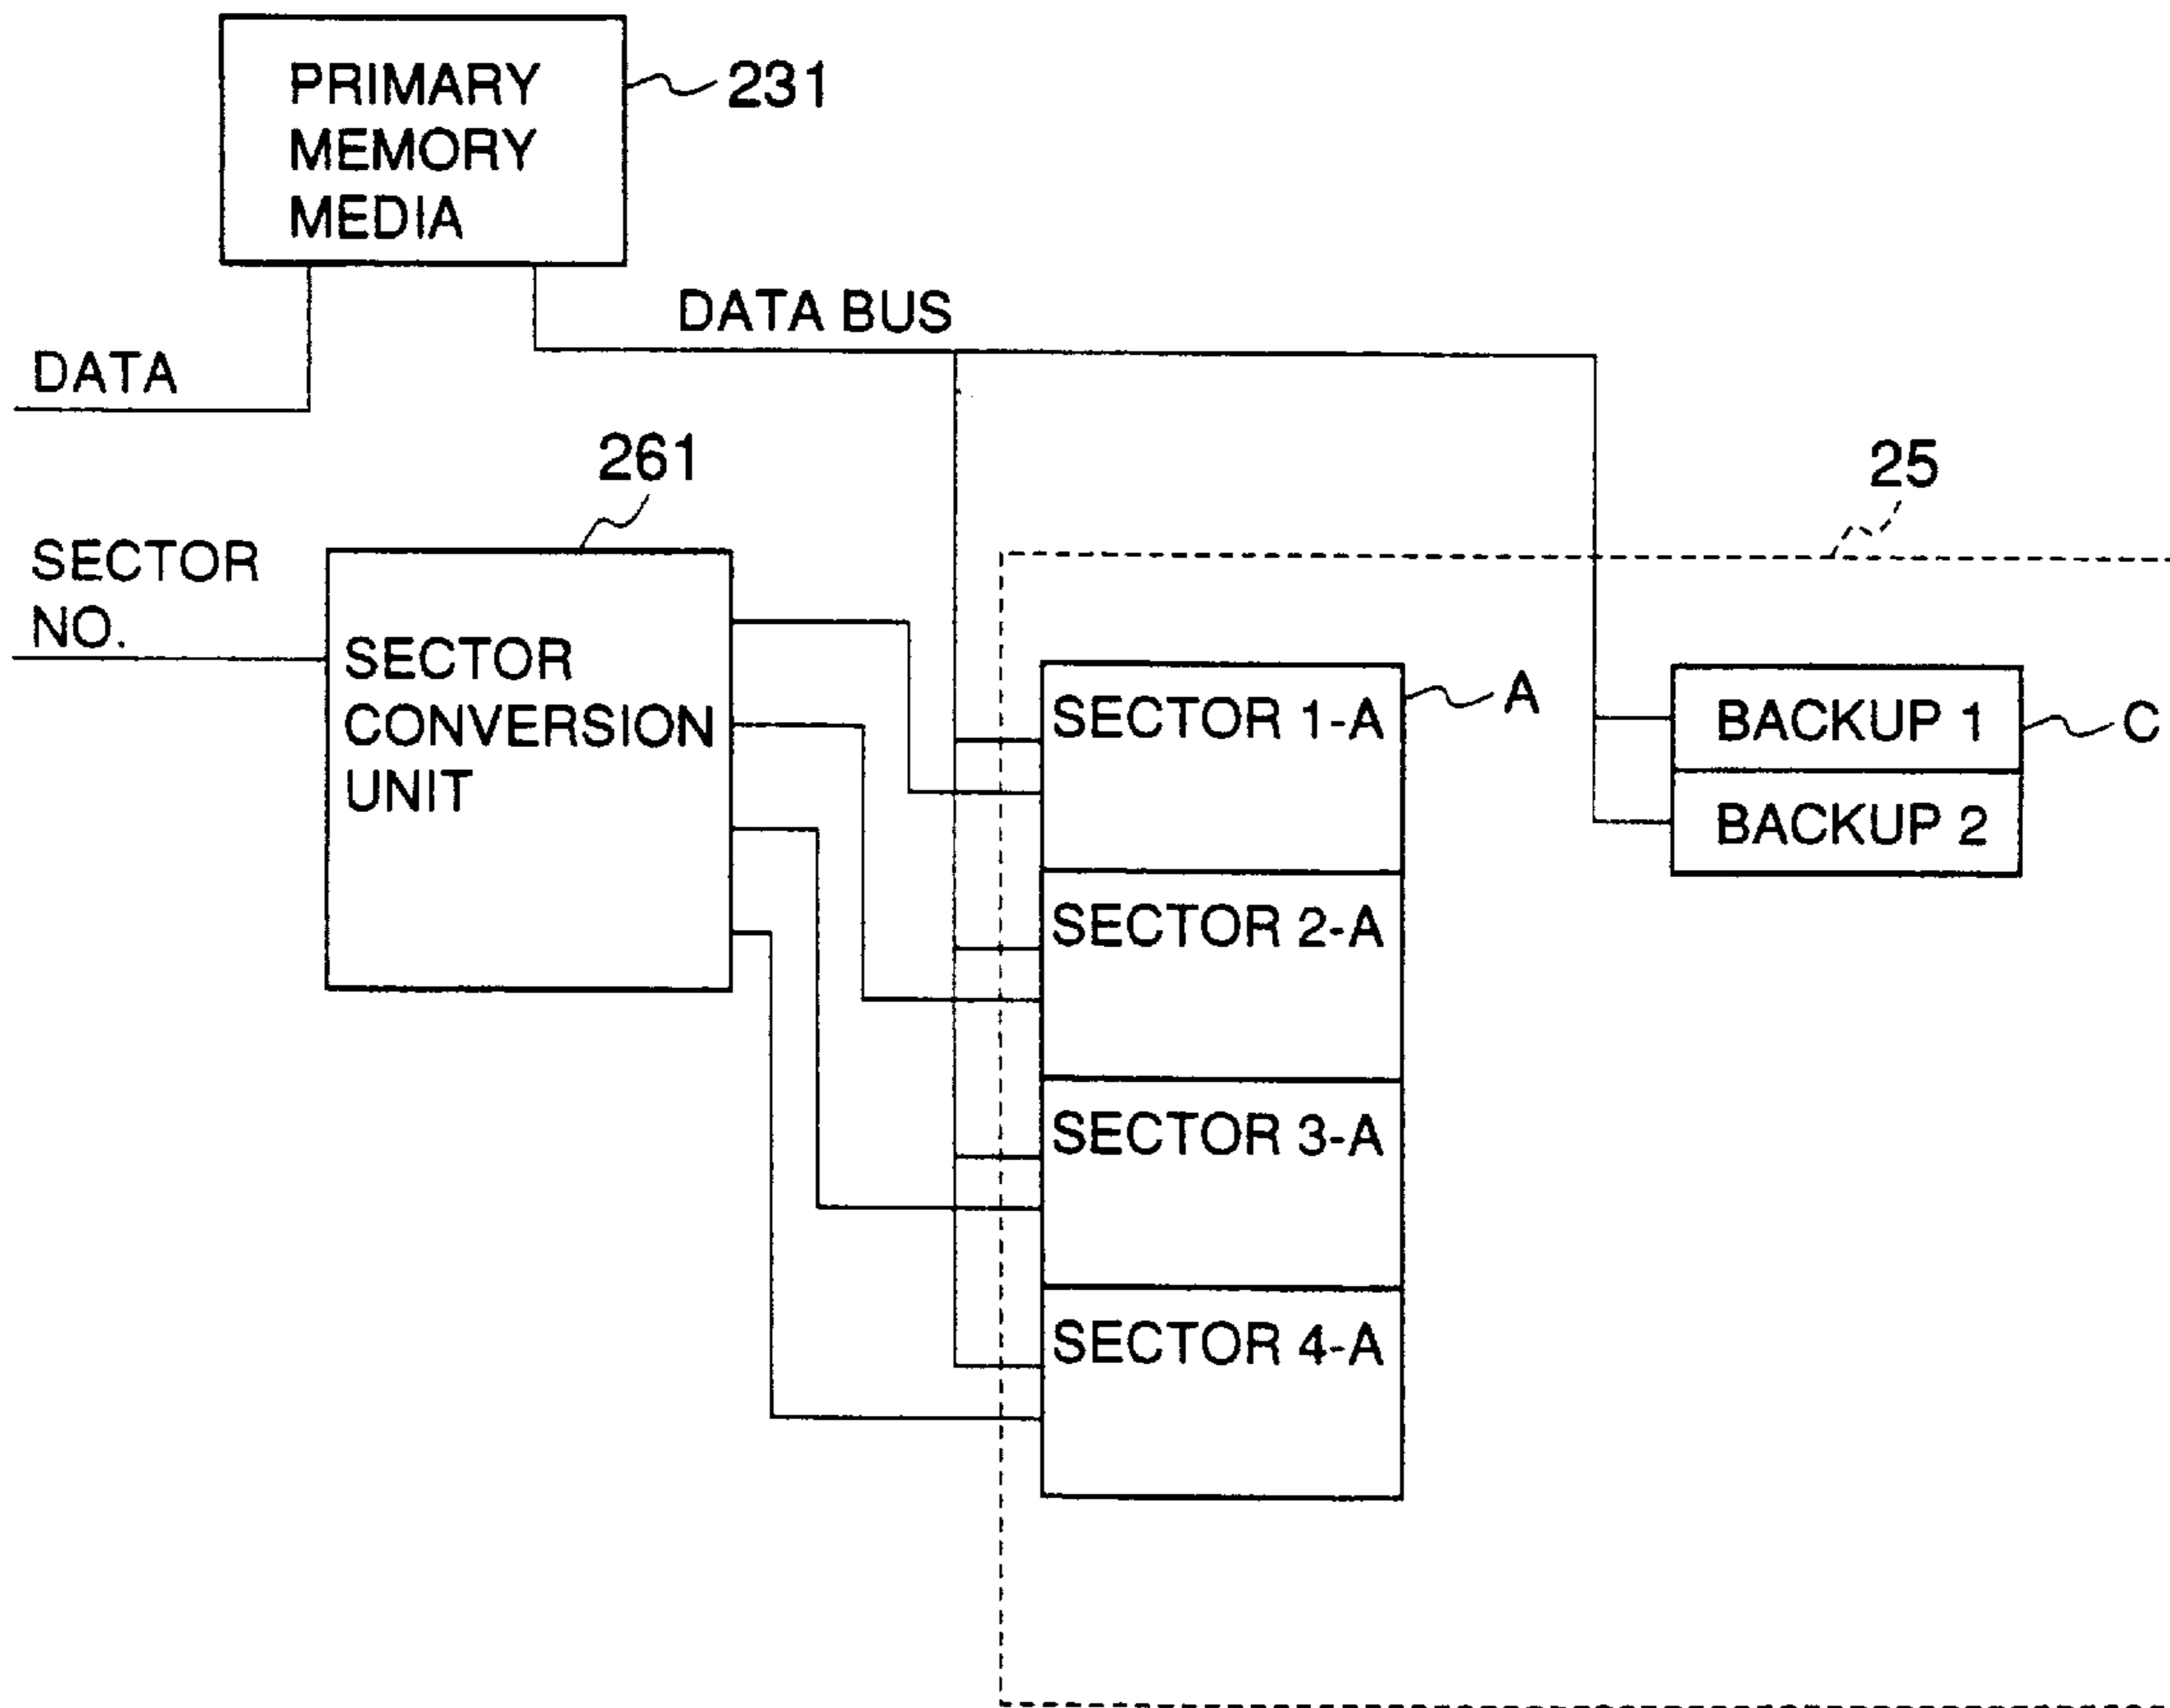 PRIMARY
MEMORY
MEDIA
231
DATA BUS
DATA
261
25
SECTOR
NO.
SECTOR
CONVERSION
UNIT
SECTOR 1-A
A
BACKUP 1
C
BACKUP 2
SECTOR 2-A
SECTOR 3-A
SECTOR 4-A